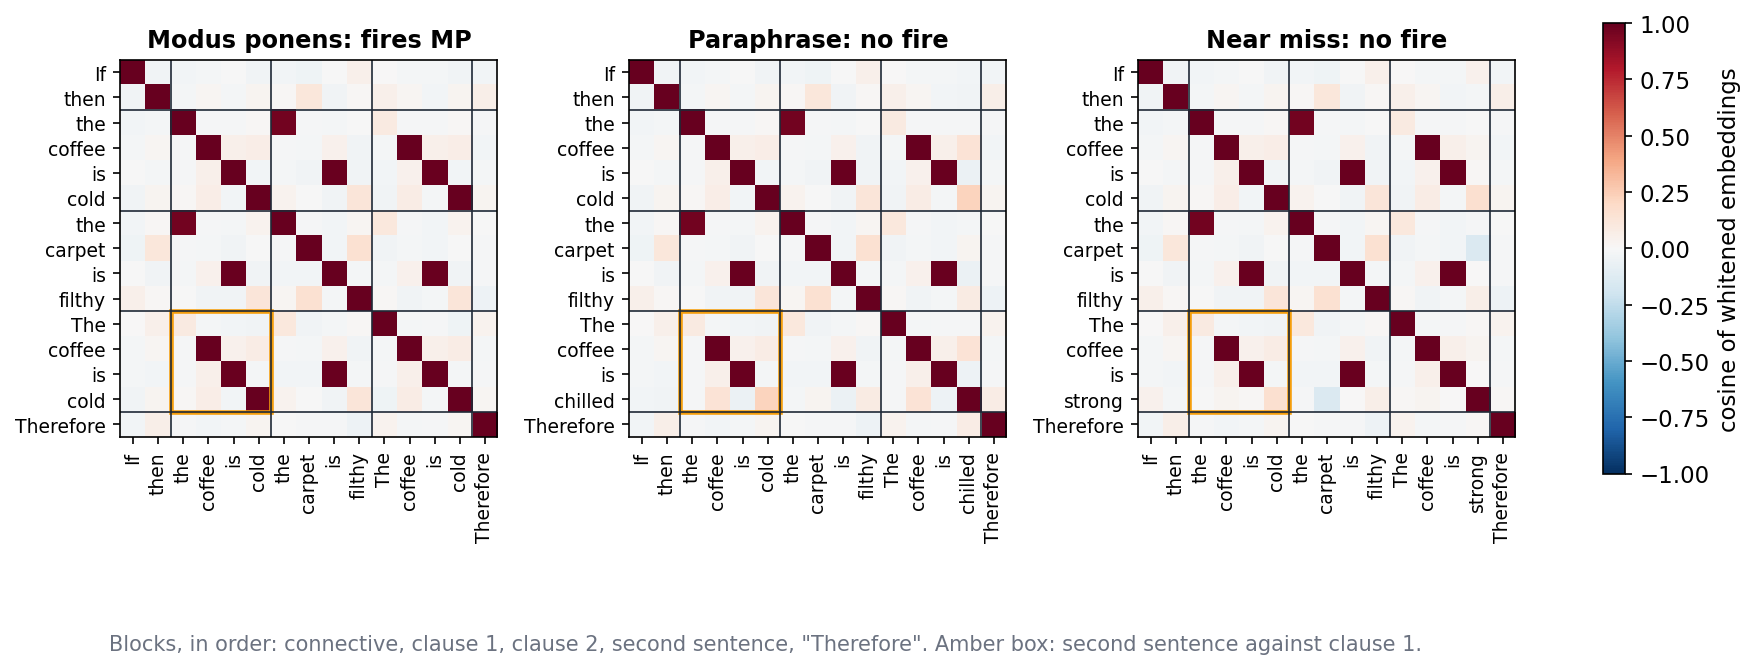 Modus ponens: fires MP
If
then
the
coffee
is
cold
the
carpet
is
filthy
The
coffee
is
cold
Therefore
If
then
the
coffee
is
cold
the
carpet
is
filthy
The
coffee
is
cold
Therefore
Paraphrase: no fire
If
then
the
coffee
is
cold
the
carpet
is
filthy
The
coffee
is
chilled
Therefore
If
then
the
coffee
is
cold
the
carpet
is
filthy
The
coffee
is
chilled
Therefore
Near miss: no fire
If
then
the
coffee
is
cold
the
carpet
is
filthy
The
coffee
is
strong
Therefore
If
then
the
coffee
is
cold
the
carpet
is
filthy
The
coffee
is
strong
Therefore
1.00
0.75
0.50
0.25
0.00
−0.25
−0.50
−0.75
−1.00
cosine of whitened embeddings
Blocks, in order: connective, clause 1, clause 2, second sentence, "Therefore". Amber box: second sentence against clause 1.